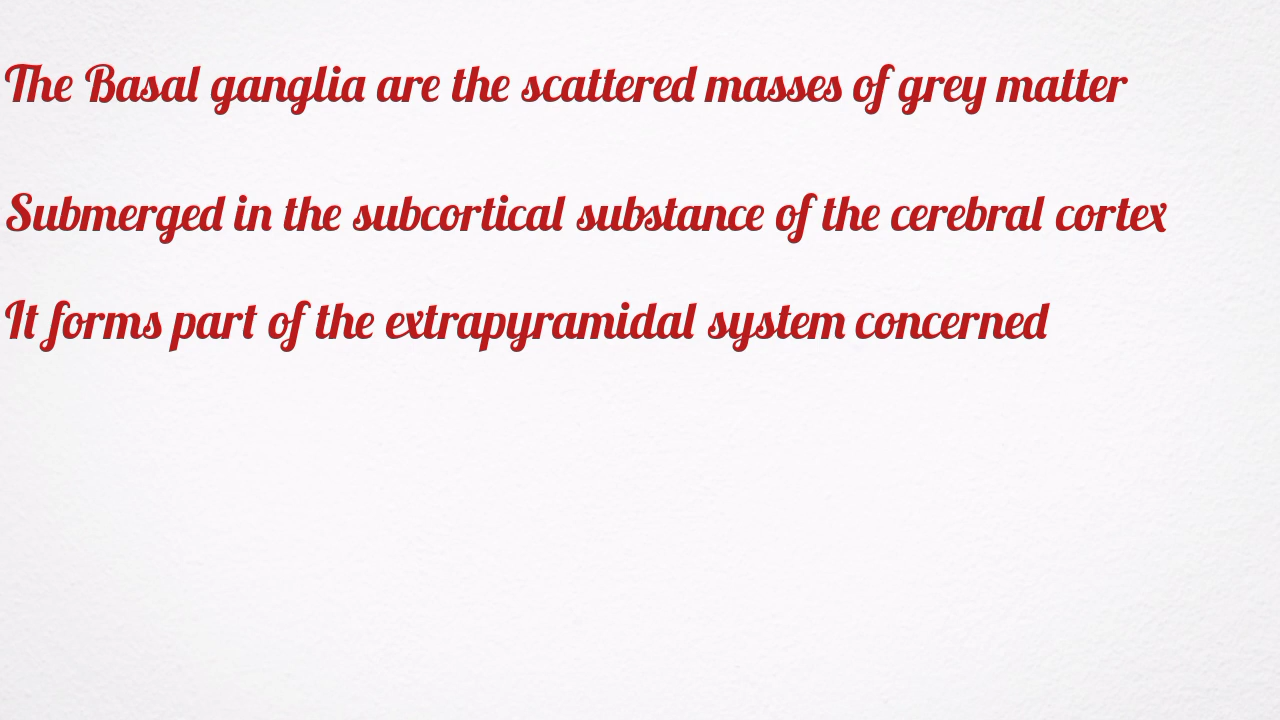 The Basal ganglia are the scattered masses of grey matter
Submerged in the subcortical substance of the cerebral cortex
It forms part of the extrapyramidal system concerned